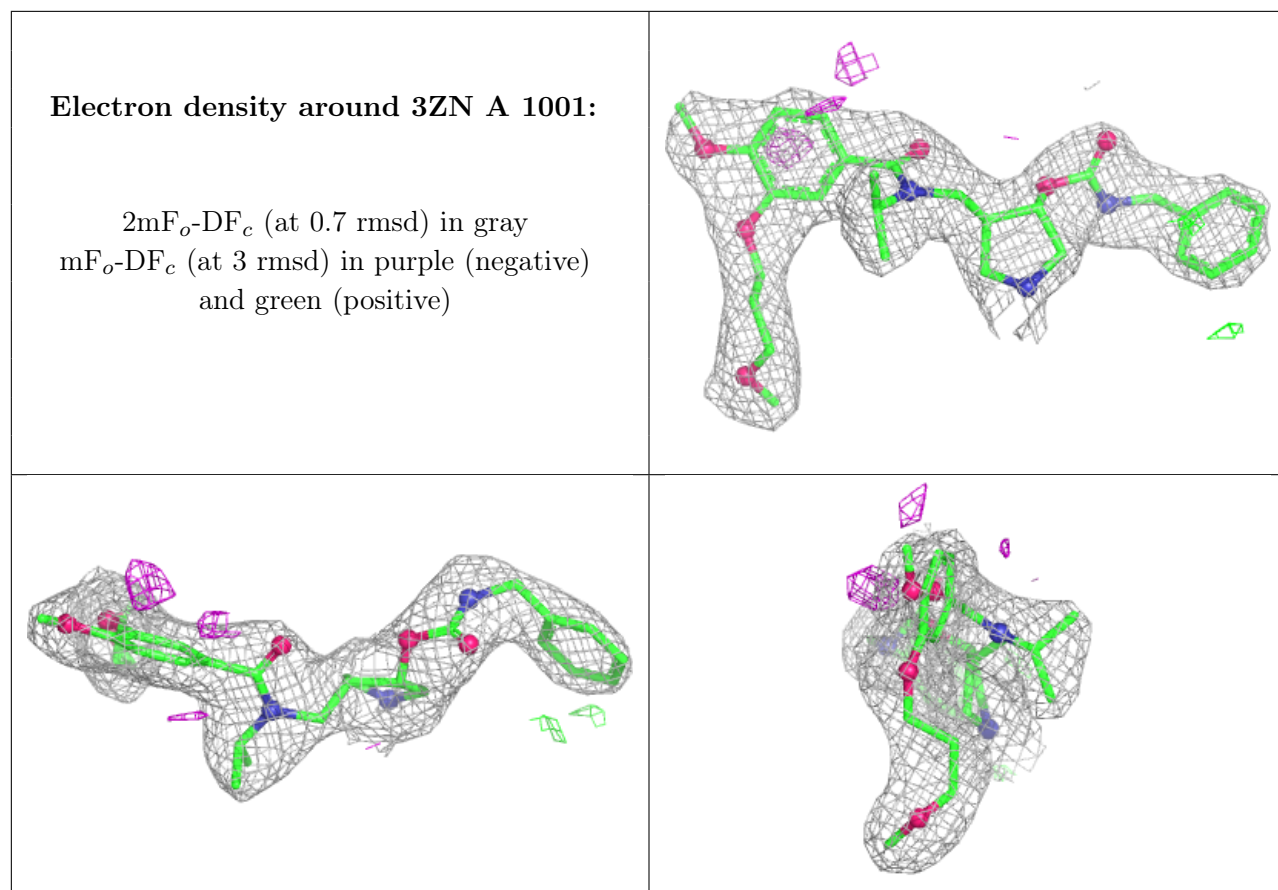 Electron density around 3ZN A 1001:
2mFo-DFc (at 0.7 rmsd) in gray
mFo-DFc (at 3 rmsd) in purple (negative)
and green (positive)